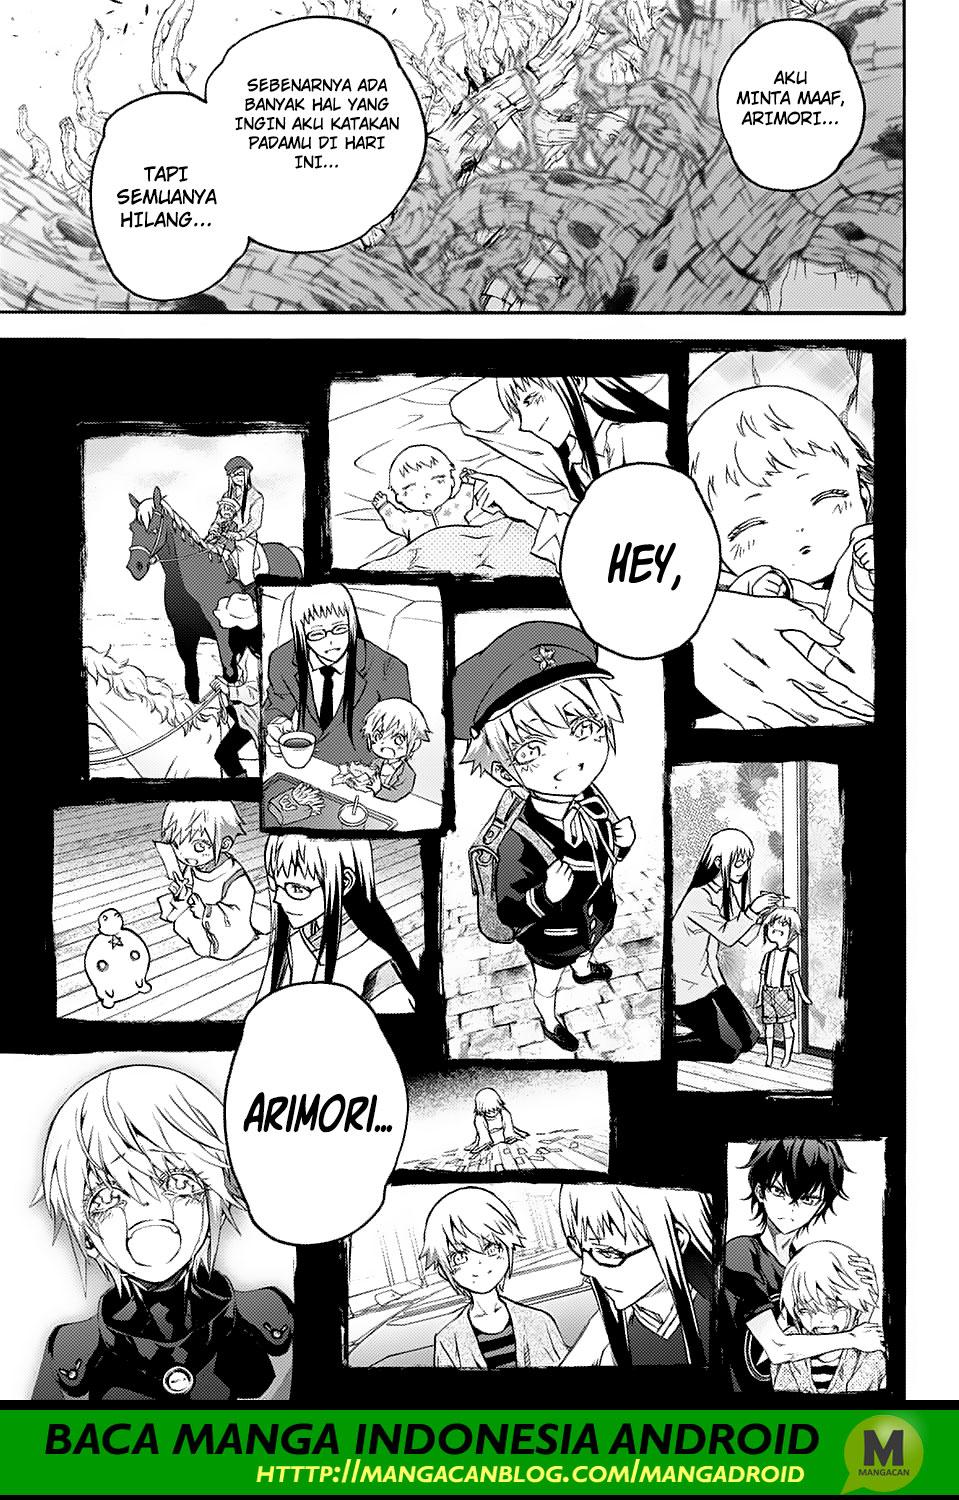 AKU
MINTA MAAF,
ARIMORI...
SEBENARNYA ADA
BANYAK HAL YANG
INGIN AKU KATAKAN
PADAMU DI HARI
INI...
TAPI
SEMUANYA
HILANG...
HEY,
ARIMORI...
BACA MANGA INDONESIA ANDROID
HTTTP://MANGACANBLOG.COM/MANGADROID
M
MANGACAN